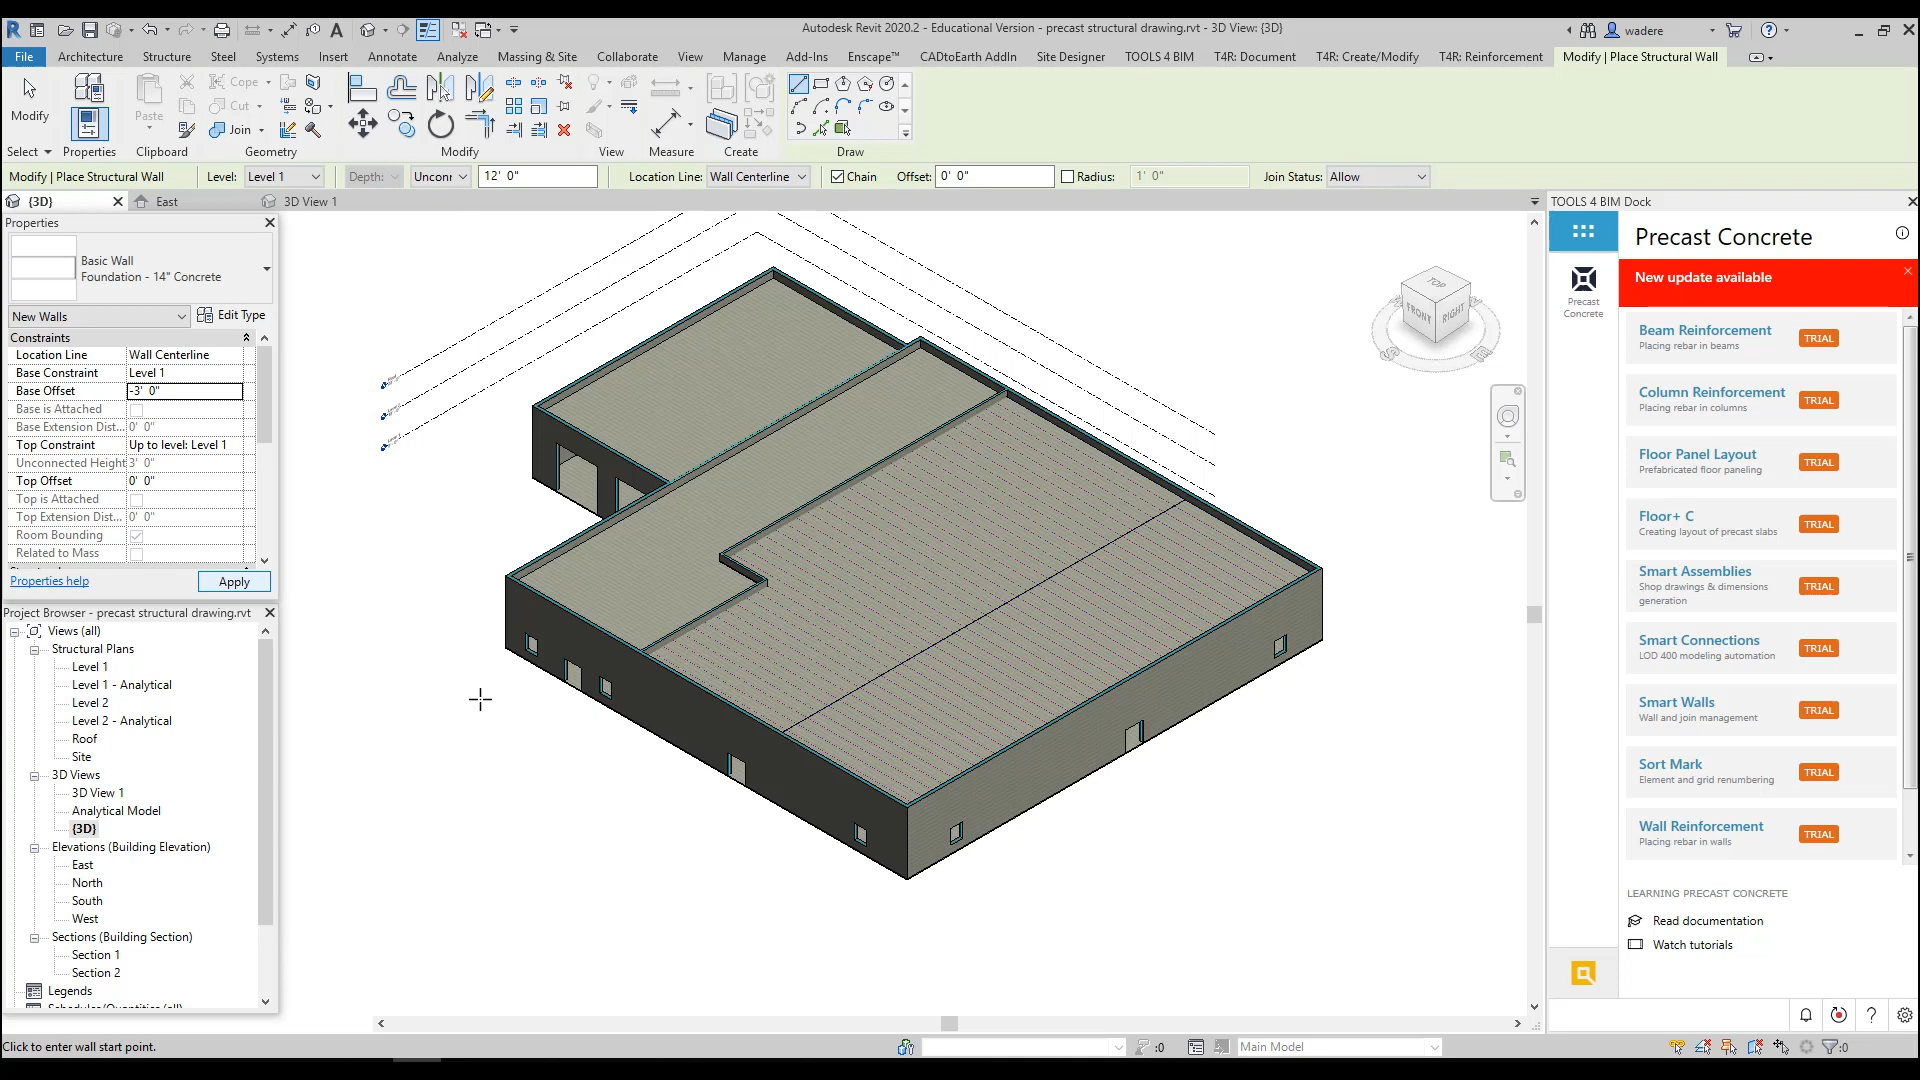 Autodesk Revit 2020.2 - Educational Version - precast structural drawing.rvt - 3D View: {3D}
wadere
File
Architecture
Structure
Steel
Systems
Insert
Annotate
Analyze
Massing & Site
Collaborate
View
Manage
Add-Ins
Enscape™
CADtoEarth AddIn
Site Designer
TOOLS 4 BIM
T4R: Document
T4R: Create/Modify
T4R: Reinforcement
Modify | Place Structural Wall
Modify
Paste
Cope
Cut
Join
Select
Properties
Clipboard
Geometry
Modify
View
Measure
Create
Draw
Modify | Place Structural Wall
Level:
Level 1
Depth:
Unconr
12' 0"
Location Line:
Wall Centerline
Chain
Offset:
0' 0"
Radius:
1' 0"
Join Status:
Allow
{3D}
East
3D View 1
TOOLS 4 BIM Dock
Properties
Basic Wall
Foundation - 14" Concrete
New Walls
Edit Type
Constraints
Location Line
Wall Centerline
Base Constraint
Level 1
Base Offset
-3' 0"
Base is Attached
Base Extension Dist...
0' 0"
Top Constraint
Up to level: Level 1
Unconnected Height
3' 0"
Top Offset
0' 0"
Top is Attached
Top Extension Dist...
0' 0"
Room Bounding
Related to Mass
Properties help
Apply
Project Browser - precast structural drawing.rvt
Views (all)
Structural Plans
Level 1
Level 1 - Analytical
Level 2
Level 2 - Analytical
Roof
Site
3D Views
3D View 1
Analytical Model
{3D}
Elevations (Building Elevation)
East
North
South
West
Sections (Building Section)
Section 1
Section 2
Legends
Schedules/Quantities (all)
TOP
FRONT
RIGHT
S
E
Precast
Concrete
Precast Concrete
New update available
Beam Reinforcement
Placing rebar in beams
TRIAL
Column Reinforcement
Placing rebar in columns
TRIAL
Floor Panel Layout
Prefabricated floor paneling
TRIAL
Floor+ C
Creating layout of precast slabs
TRIAL
Smart Assemblies
Shop drawings & dimensions
generation
TRIAL
Smart Connections
LOD 400 modeling automation
TRIAL
Smart Walls
Wall and join management
TRIAL
Sort Mark
Element and grid renumbering
TRIAL
Wall Reinforcement
Placing rebar in walls
TRIAL
LEARNING PRECAST CONCRETE
Read documentation
Watch tutorials
Click to enter wall start point.
:0
Main Model
:0